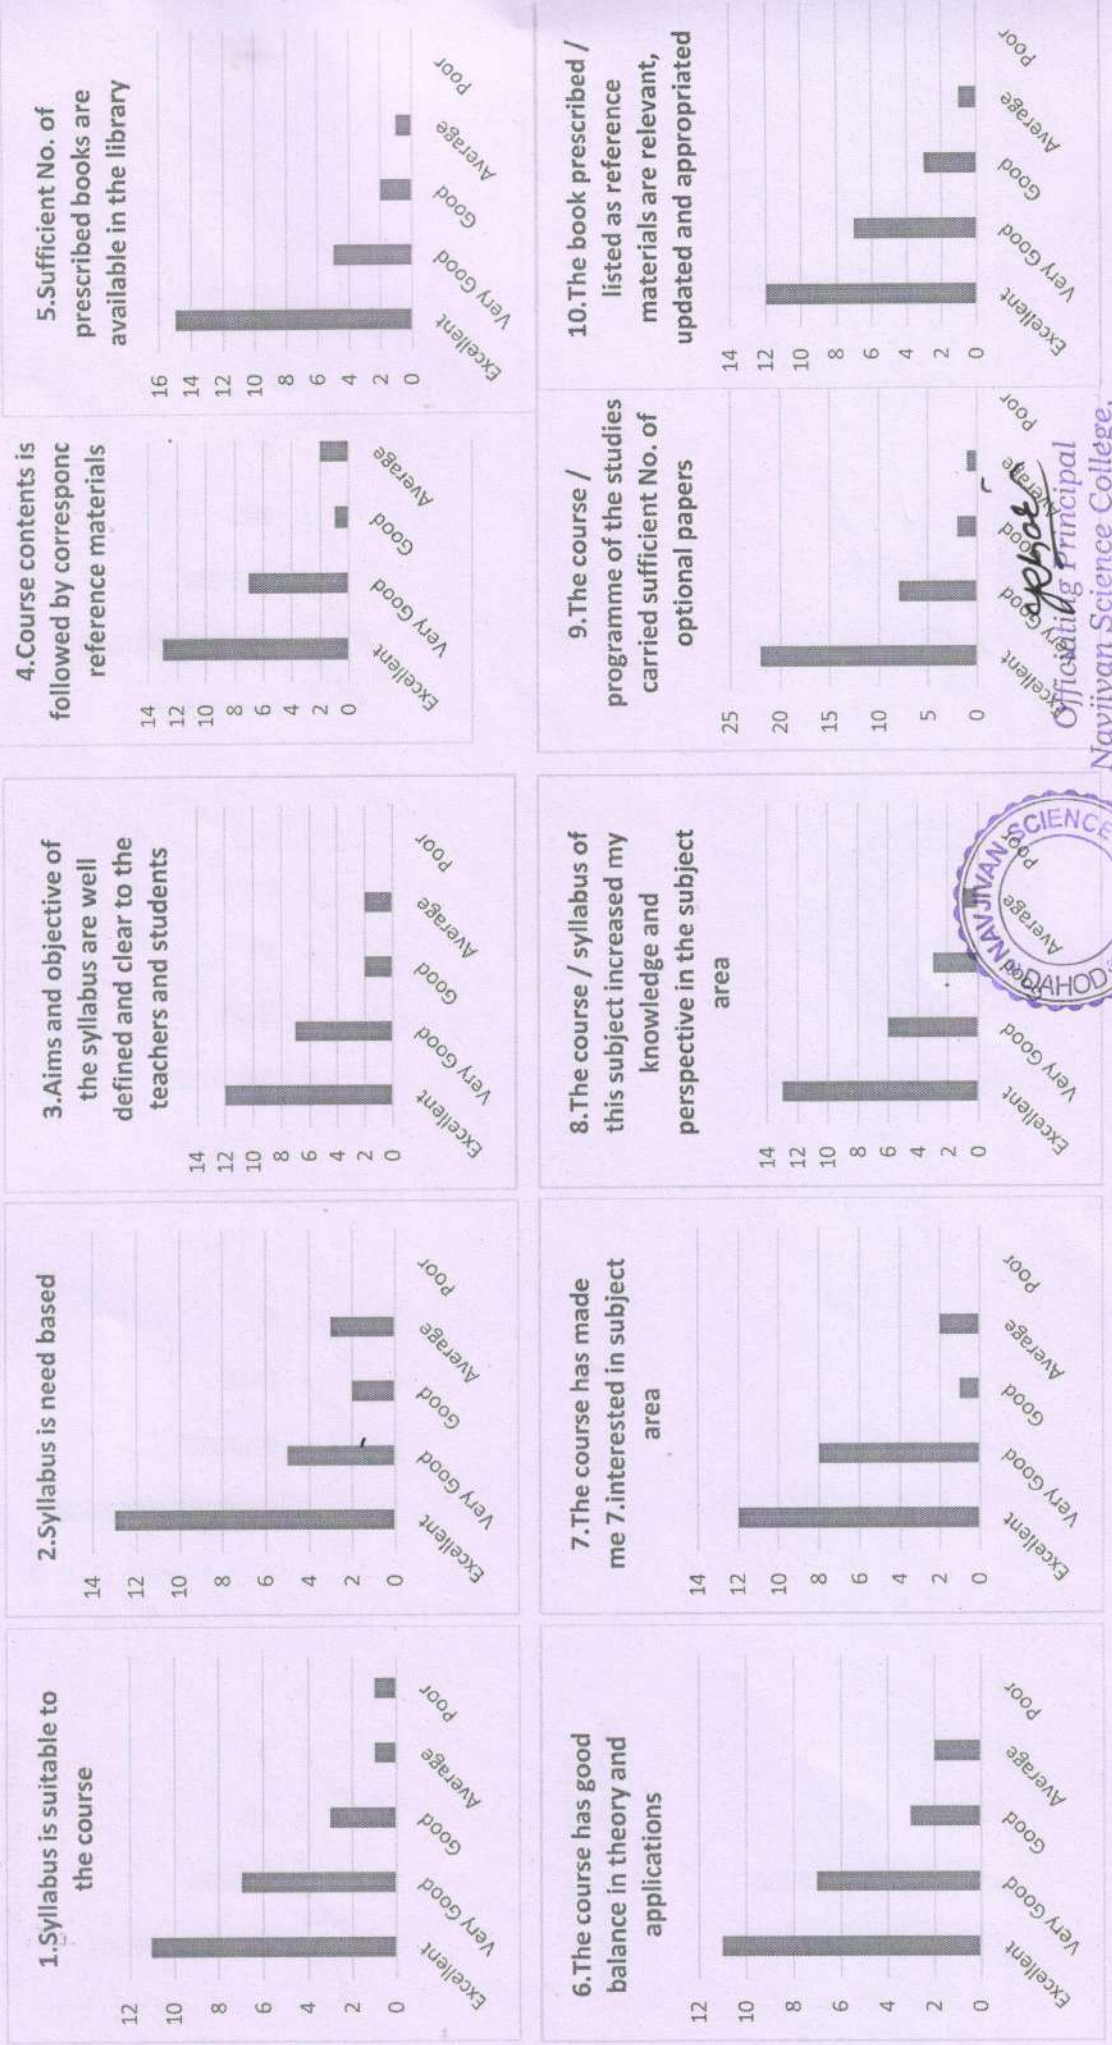 1.Syllabus is suitable to
the course
12
10
8
6
4
2
0
Excellent
Very Good
Good
Average
Poor
2.Syllabus is need based
14
12
10
8
6
4
2
0
Excellent
Very Good
Good
Average
Poor
3.Aims and objective of
the syllabus are well
defined and clear to the
teachers and students
14
12
10
8
6
4
2
0
Excellent
Very Good
Good
Average
Poor
4.Course contents is
followed by corresponc
reference materials
14
12
10
8
6
4
2
0
Excellent
Very Good
Good
Average
5.Sufficient No. of
prescribed books are
available in the library
16
14
12
10
8
6
4
2
0
Excellent
Very Good
Good
Average
Poor
6.The course has good
balance in theory and
applications
12
10
8
6
4
2
0
Excellent
Very Good
Good
Average
Poor
7.The course has made
me 7.interested in subject
area
14
12
10
8
6
4
2
0
Excellent
Very Good
Good
Average
Poor
8.The course / syllabus of
this subject increased my
knowledge and
perspective in the subject
area
14
12
10
8
6
4
2
0
Excellent
Very Good
Good
Average
Poor
NAVJIVAN SCIENCE
DAHOD
9.The course /
programme of the studies
carried sufficient No. of
optional papers
25
20
15
10
5
0
Excellent
Very Good
Good
Average
Poor
Officiating Principal
Navjivan Science College,
10.The book prescribed /
listed as reference
materials are relevant,
updated and appropriated
14
12
10
8
6
4
2
0
Excellent
Very Good
Good
Average
Poor